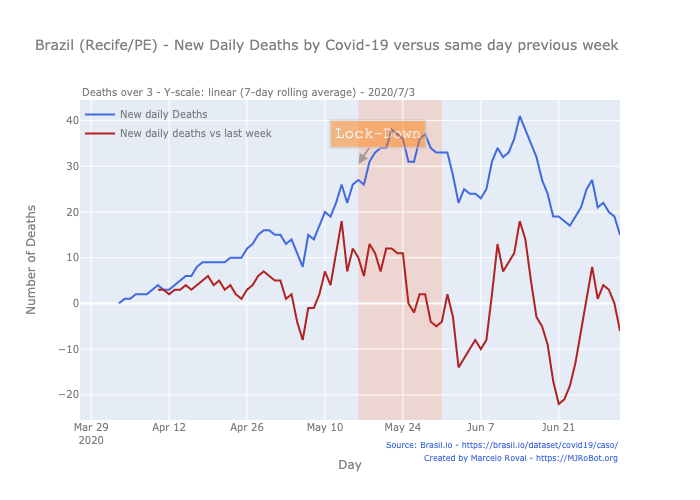 Brazil (Recife/PE) - New Daily Deaths by Covid-19 versus same day previous week
Deaths over 3 - Y-scale: linear (7-day rolling average) - 2020/7/3
New daily Deaths
New daily deaths vs last week
Lock-Down
Number of Deaths
40
30
20
10
0
−10
−20
Mar 29
2020
Apr 12
Apr 26
May 10
May 24
Jun 7
Jun 21
Day
Source: Brasil.io - https://brasil.io/dataset/covid19/caso/
Created by Marcelo Rovai - https://MJRoBot.org